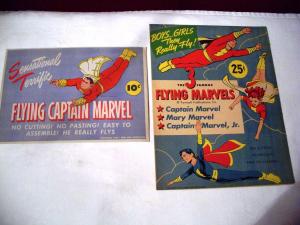 Sensational
Terrific
10¢
FLYING CAPTAIN MARVEL
NO CUTTING! NO PASTING! EASY TO
ASSEMBLE! HE REALLY FLYS
BOYS, GIRLS
They
Really Fly!
25¢
THE 3 FAMOUS
FLYING MARVELS
Captain Marvel
Mary Marvel
Captain Marvel, Jr.